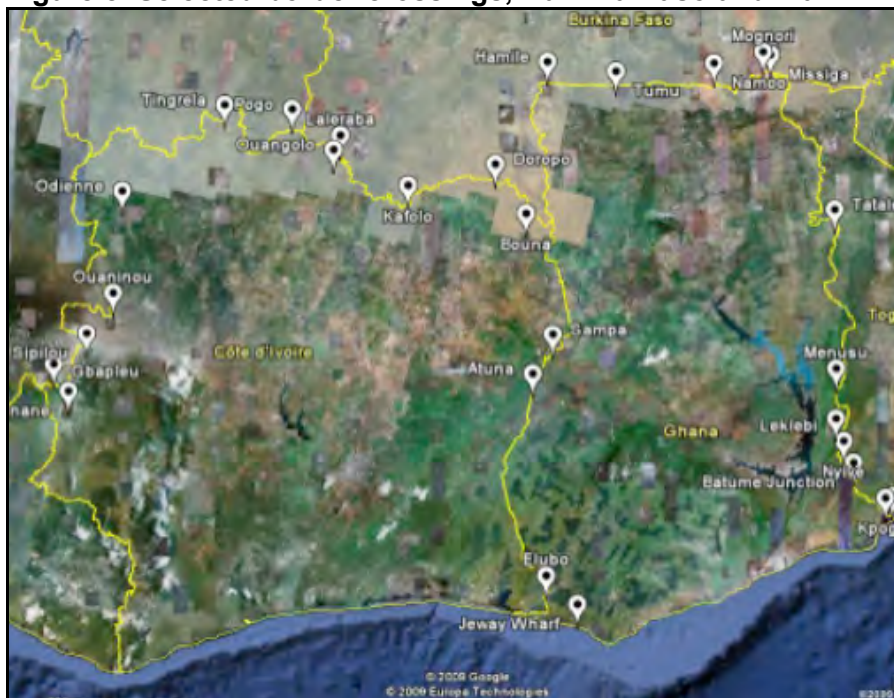 Burkina Faso
Mognori
Hamile
Namoo
Missiga
Tumu
Tingrela
Pogo
Laleraba
Ouangolo
Doropo
Odienne
Kafolo
Bouna
Ouaninou
Sampa
Sipilou
Gbapleu
Côte d'Ivoire
Atuna
Menusu
Leklebi
Ghana
Nyive
Batume Junction
Elubo
Jeway Wharf
© 2009 Google
© 2009 Europa Technologies